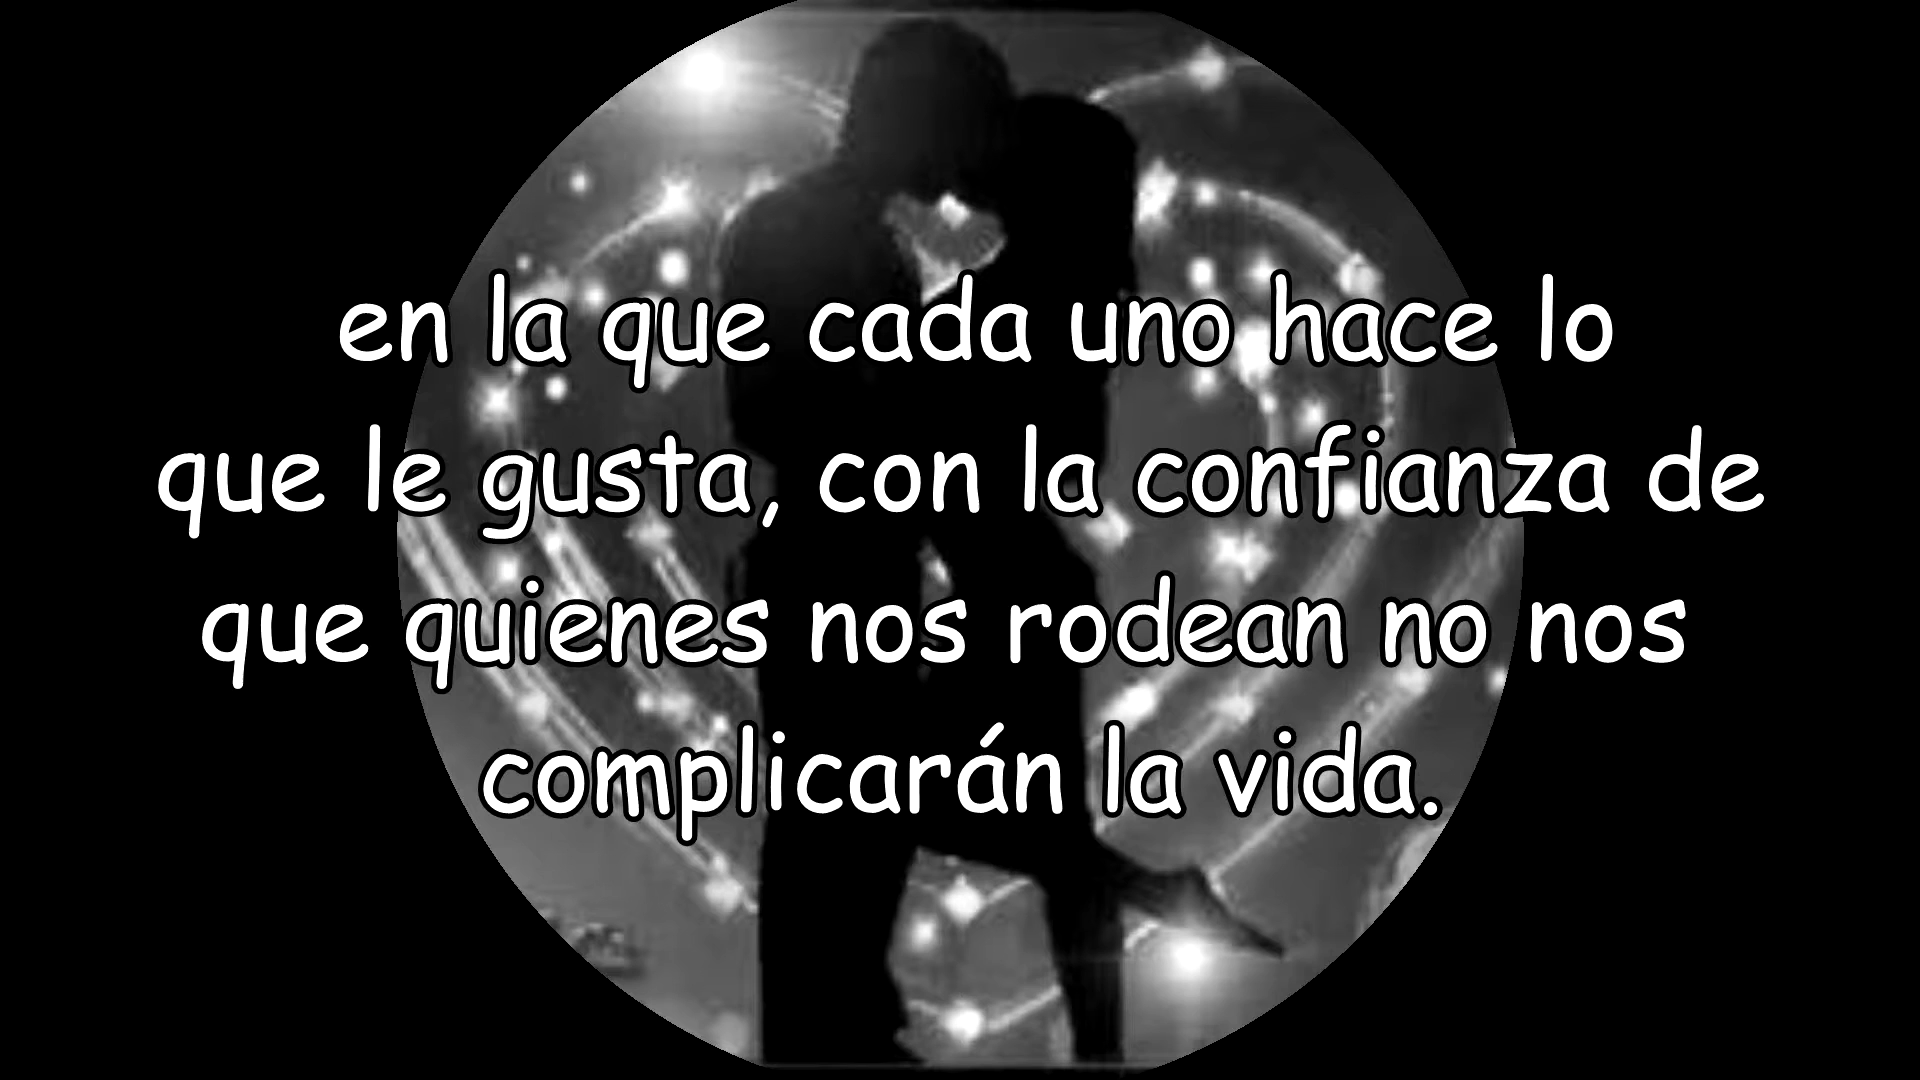 en la que cada uno hace lo
que le gusta, con la confianza de
que quienes nos rodean no nos
complicarán la vida.